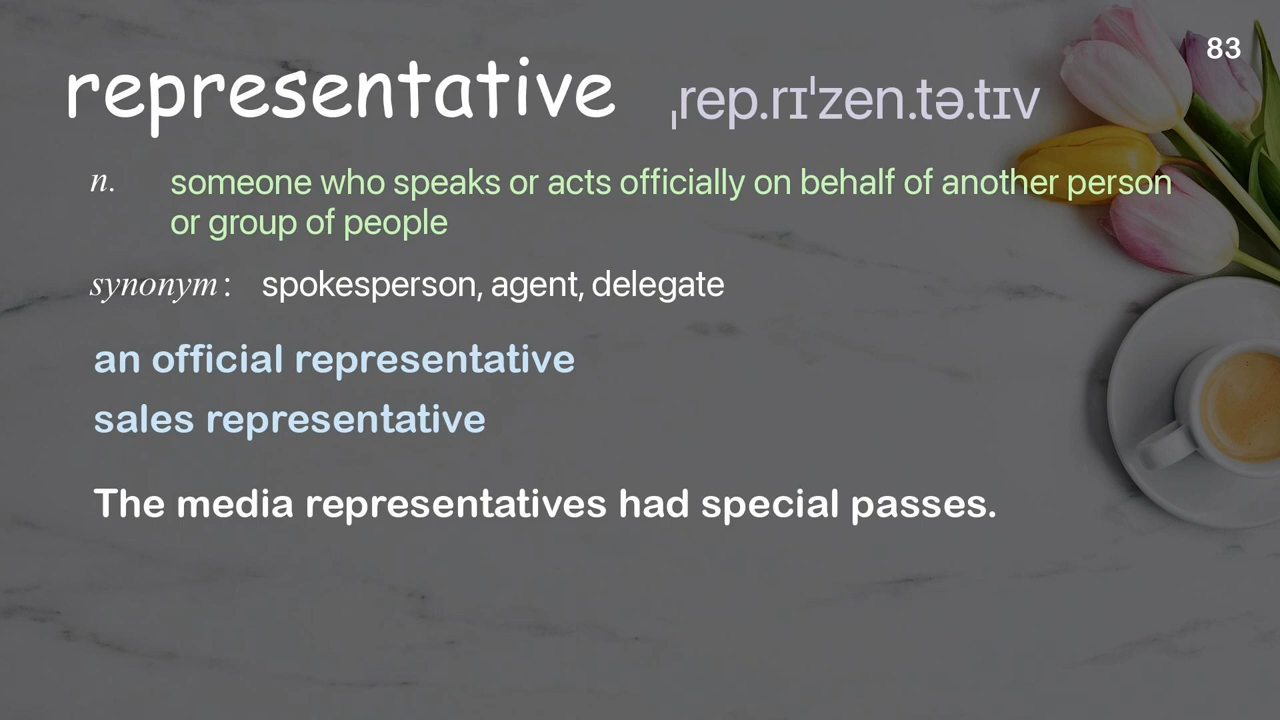 83
representative ˌrep.rɪˈzen.tə.tɪv
n. someone who speaks or acts officially on behalf of another person
or group of people
synonym : spokesperson, agent, delegate
an official representative
sales representative
The media representatives had special passes.